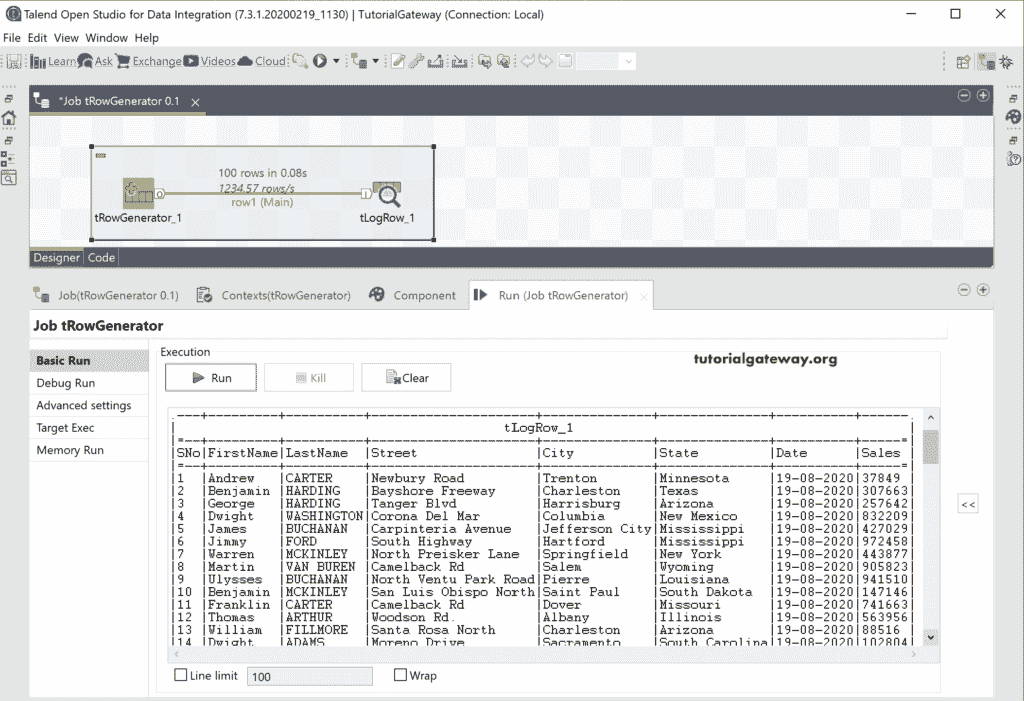 Talend Open Studio for Data Integration (7.3.1.20200219_1130) | TutorialGateway (Connection: Local)
File Edit View Window Help
Learn Ask Exchange Videos Cloud
*Job tRowGenerator 0.1
100 rows in 0.08s
1234.57 rows/s
row1 (Main)
tRowGenerator_1 tLogRow_1
Designer Code
Job(tRowGenerator 0.1) Contexts(tRowGenerator) Component Run (Job tRowGenerator)
Job tRowGenerator
Basic Run
Debug Run
Advanced settings
Target Exec
Memory Run
Execution
tutorialgateway.org
Run Kill Clear
tLogRow_1
|SNo|FirstName|LastName |Street |City |State |Date |Sales |
|1 |Andrew |CARTER |Newbury Road |Trenton |Minnesota |19-08-2020|37849 |
|2 |Benjamin |HARDING |Bayshore Freeway |Charleston |Texas |19-08-2020|307663|
|3 |George |HARDING |Tanger Blvd |Harrisburg |Arizona |19-08-2020|257642|
|4 |Dwight |WASHINGTON|Corona Del Mar |Columbia |New Mexico |19-08-2020|832209|
|5 |James |BUCHANAN |Carpinteria Avenue |Jefferson City|Mississippi |19-08-2020|427029|
|6 |Jimmy |FORD |South Highway |Hartford |Mississippi |19-08-2020|972458|
|7 |Warren |MCKINLEY |North Preisker Lane |Springfield |New York |19-08-2020|443877|
|8 |Martin |VAN BUREN |Camelback Rd |Salem |Wyoming |19-08-2020|905823|
|9 |Ulysses |BUCHANAN |North Ventu Park Road|Pierre |Louisiana |19-08-2020|941510|
|10 |Benjamin |MCKINLEY |San Luis Obispo North|Saint Paul |South Dakota |19-08-2020|147146|
|11 |Franklin |CARTER |Camelback Rd |Dover |Missouri |19-08-2020|741663|
|12 |Thomas |ARTHUR |Woodson Rd. |Albany |Illinois |19-08-2020|563956|
|13 |William |FILLMORE |Santa Rosa North |Charleston |Arizona |19-08-2020|88516 |
|14 |Dwight |ADAMS |Moreno Drive |Sacramento |South Carolina|19-08-2020|102804|
<<
Line limit 100 Wrap